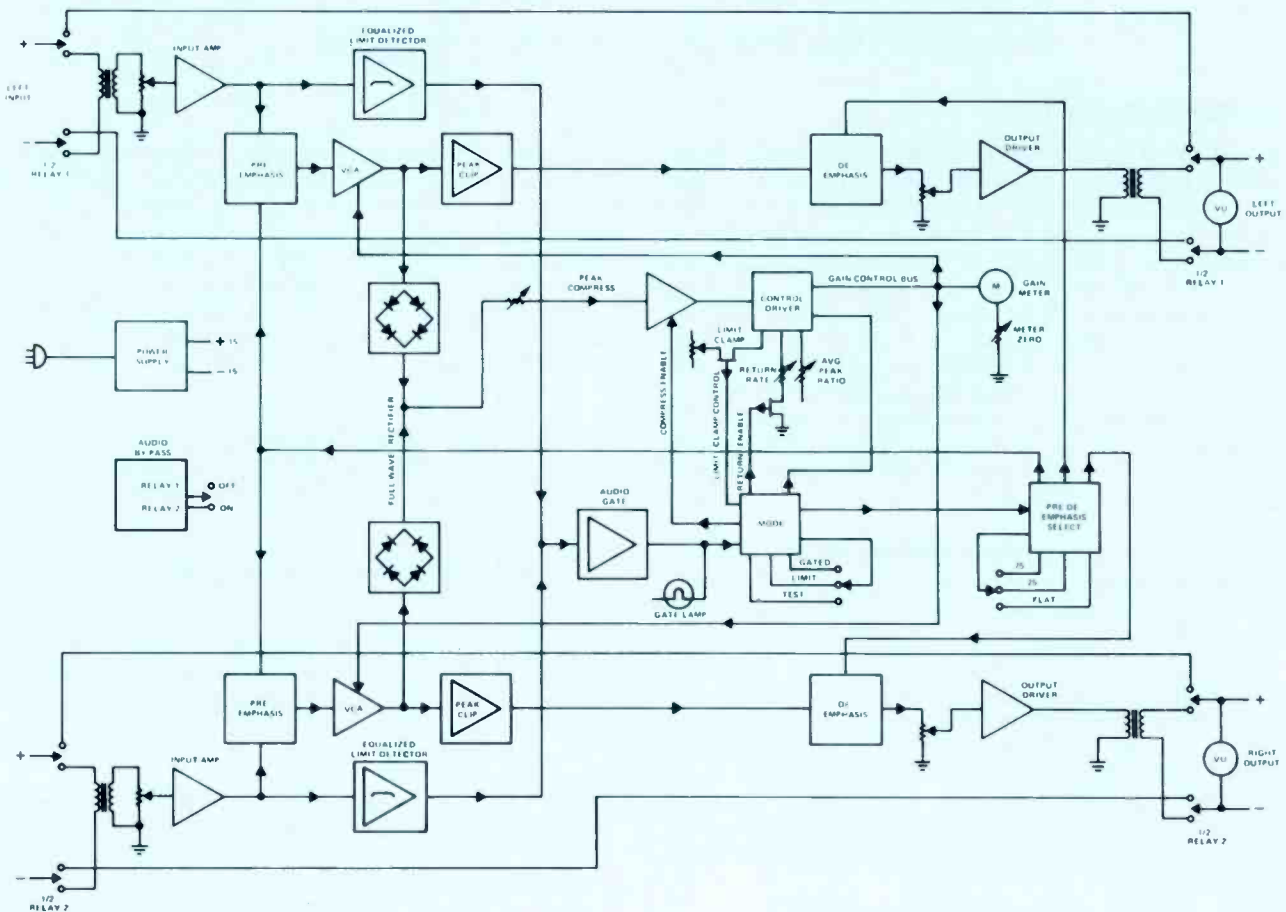 EQUALIZED
LIMIT DETECTOR
INPUT AMP
+
LEFT
INPUT
-
1/2
RELAY 1
PRE
EMPHASIS
VCA
PEAK
CLIP
DE
EMPHASIS
OUTPUT
DRIVER
+
VU
LEFT
OUTPUT
-
1/2
RELAY 1
PEAK
COMPRESS
CONTROL
DRIVER
GAIN CONTROL BUS
M
GAIN
METER
METER
ZERO
LIMIT
CLAMP
RETURN
RATE
AVG
PEAK
RATIO
POWER
SUPPLY
+ 15
- 15
FULL WAVE RECTIFIER
COMPRESS ENABLE
LIMIT CLAMP CONTROL
RETURN ENABLE
AUDIO
BY PASS
RELAY 1
RELAY 2
OFF
ON
AUDIO
GATE
MODE
GATED
LIMIT
TEST
GATE LAMP
PRE DE
EMPHASIS
SELECT
75
25
FLAT
PRE
EMPHASIS
VCA
PEAK
CLIP
DE
EMPHASIS
OUTPUT
DRIVER
EQUALIZED
LIMIT DETECTOR
INPUT AMP
+
-
1/2
RELAY 2
+
VU
RIGHT
OUTPUT
-
1/2
RELAY 2